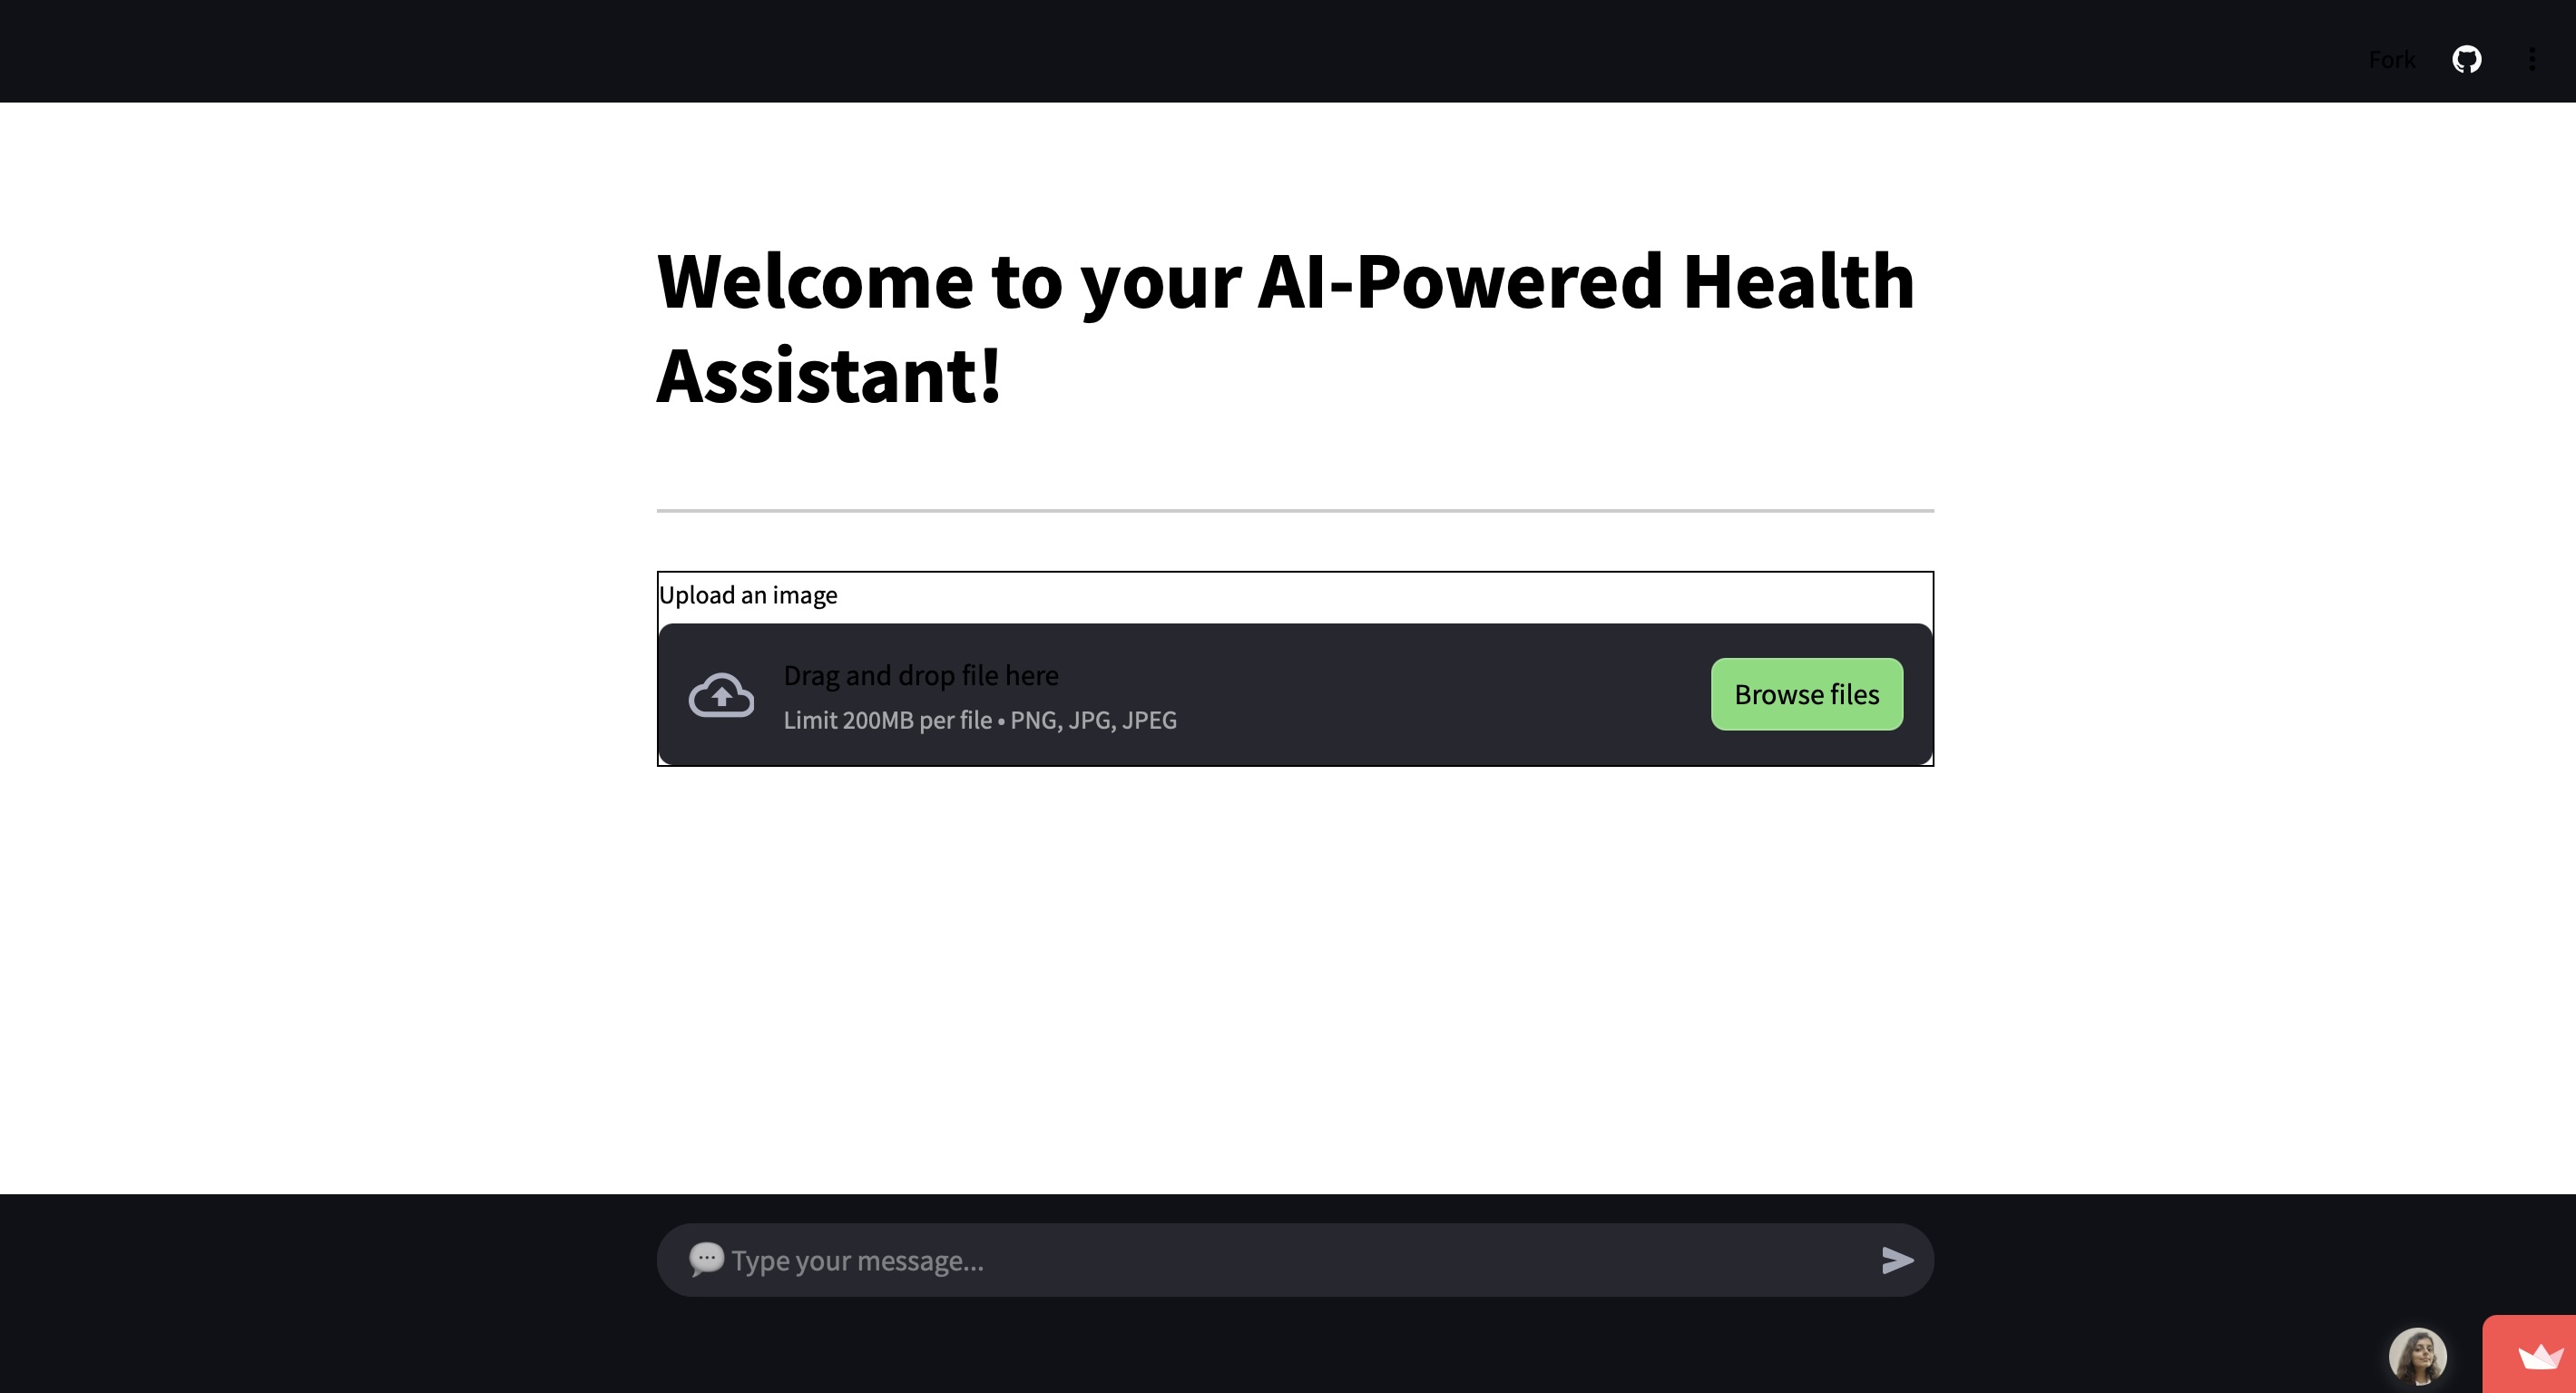 Fork
Welcome to your AI-Powered Health
Assistant!
Upload an image
Drag and drop file here
Limit 200MB per file • PNG, JPG, JPEG
Browse files
Type your message...